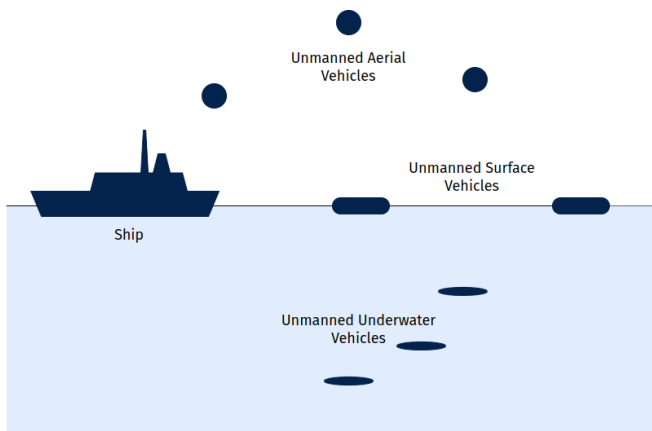 Unmanned Aerial
Vehicles
Unmanned Surface
Vehicles
Ship
Unmanned Underwater
Vehicles